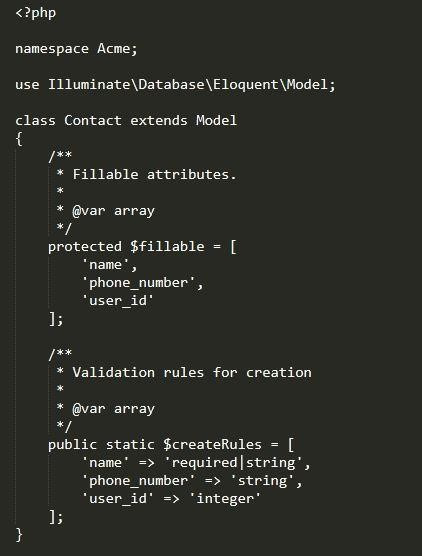 <?php
namespace Acme;
use Illuminate\Database\Eloquent\Model;
class Contact extends Model
{
    /**
     * Fillable attributes.
     *
     * @var array
     */
    protected $fillable = [
        'name',
        'phone_number',
        'user_id'
    ];
    /**
     * Validation rules for creation
     *
     * @var array
     */
    public static $createRules = [
        'name' => 'required|string',
        'phone_number' => 'string',
        'user_id' => 'integer'
    ];
}